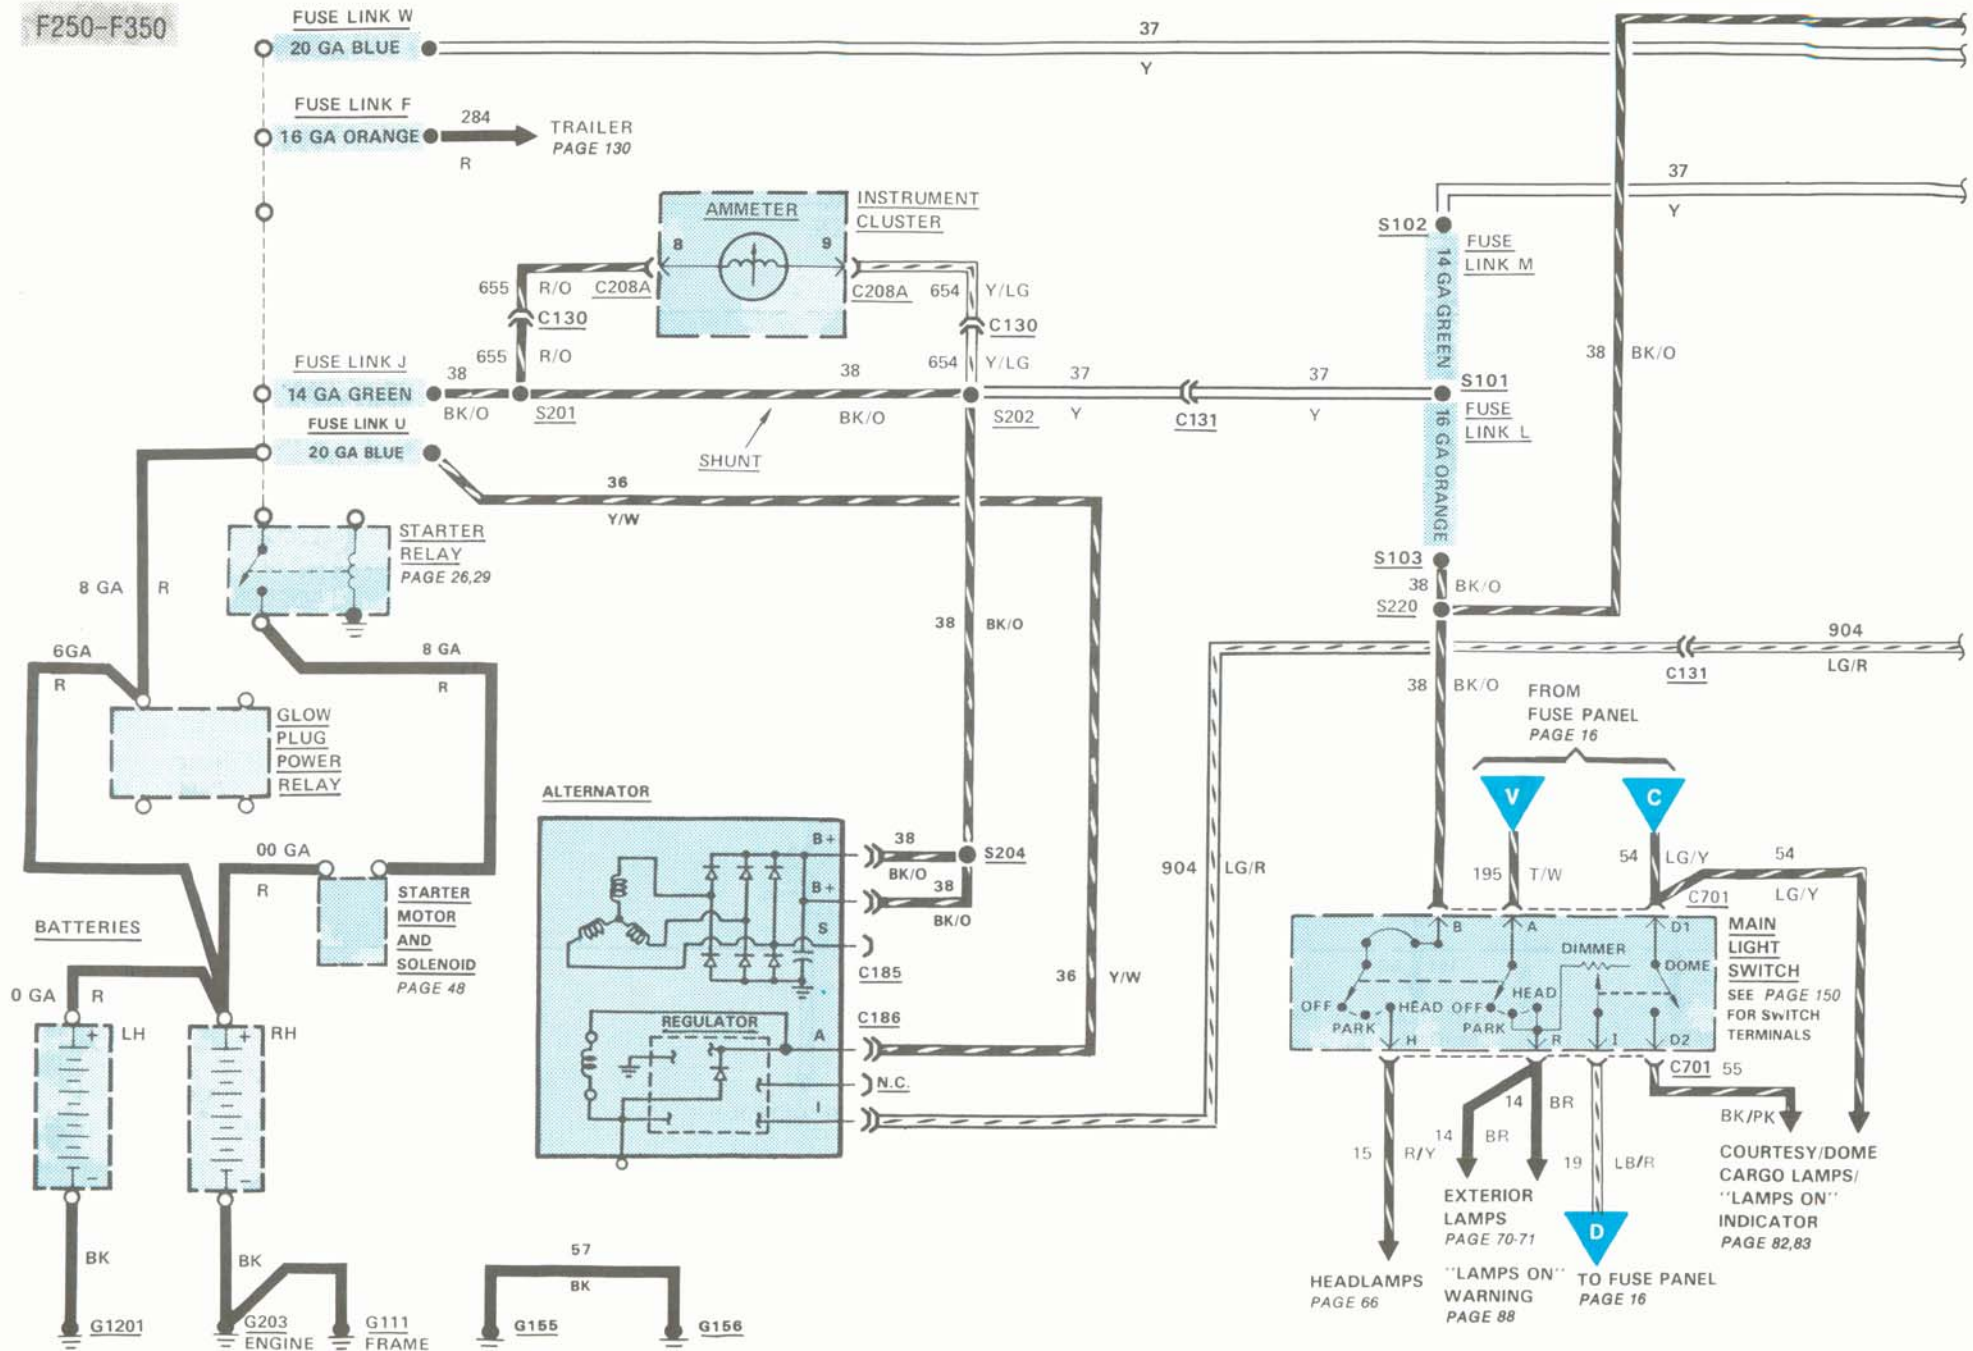 F250-F350
FUSE LINK W
20 GA BLUE
37
Y
FUSE LINK F
16 GA ORANGE
284
R
TRAILER
PAGE 130
37
Y
AMMETER
8
9
INSTRUMENT
CLUSTER
655
R/O
C208A
C208A
654
Y/LG
C130
C130
655
R/O
654
Y/LG
S102
FUSE
LINK M
14 GA GREEN
38
BK/O
FUSE LINK J
14 GA GREEN
38
BK/O
S201
38
BK/O
SHUNT
S202
37
Y
C131
37
Y
S101
FUSE
LINK L
16 GA ORANGE
FUSE LINK U
20 GA BLUE
36
Y/W
STARTER
RELAY
PAGE 26,29
8 GA
R
S103
38
BK/O
S220
38
BK/O
904
LG/R
C131
6GA
R
8 GA
R
38
BK/O
FROM
FUSE PANEL
PAGE 16
GLOW
PLUG
POWER
RELAY
V
C
ALTERNATOR
B+
38
BK/O
S204
B+
38
BK/O
S
C185
00 GA
R
STARTER
MOTOR
AND
SOLENOID
PAGE 48
904
LG/R
195
T/W
54
LG/Y
54
LG/Y
C701
BATTERIES
0 GA
R
+
LH
+
RH
-
-
36
Y/W
C186
REGULATOR
A
N.C.
I
B
A
D1
DIMMER
DOME
OFF
HEAD
PARK
OFF
HEAD
PARK
H
R
I
D2
MAIN
LIGHT
SWITCH
SEE PAGE 150
FOR SWITCH
TERMINALS
C701
55
BK/PK
14
BR
14
BR
15
R/Y
19
LB/R
COURTESY/DOME
CARGO LAMPS/
"LAMPS ON"
INDICATOR
PAGE 82,83
EXTERIOR
LAMPS
PAGE 70-71
D
HEADLAMPS
PAGE 66
"LAMPS ON"
WARNING
PAGE 88
TO FUSE PANEL
PAGE 16
BK
BK
57
BK
G1201
G203
ENGINE
G111
FRAME
G155
G156